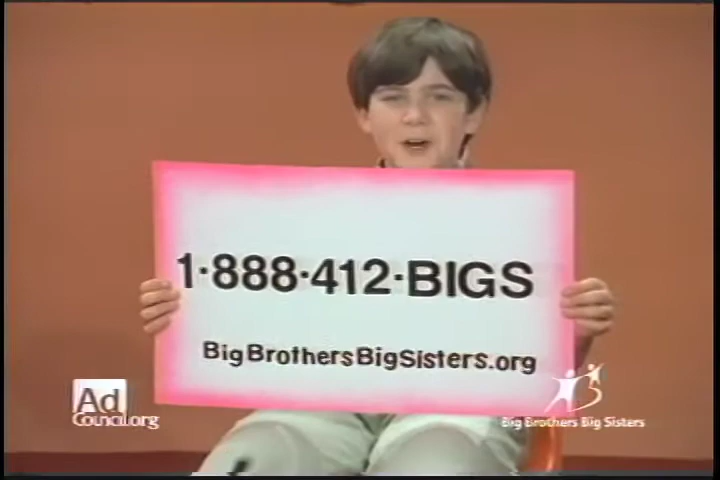 1·888·412·BIGS
BigBrothersBigSisters.org
Ad
Council.org
Big Brothers Big Sisters